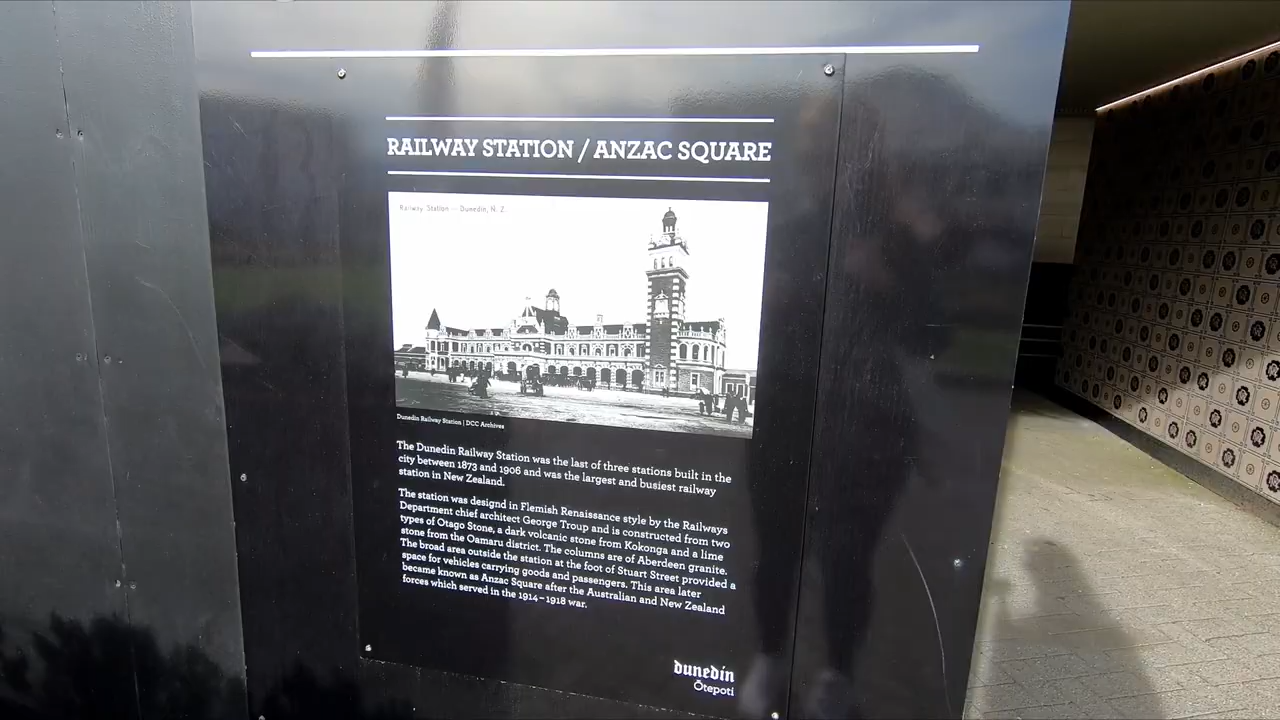 RAILWAY STATION / ANZAC SQUARE
Railway Station -- Dunedin, N. Z.
Dunedin Railway Station | DCC Archives
The Dunedin Railway Station was the last of three stations built in the
city between 1873 and 1906 and was the largest and busiest railway
station in New Zealand.
The station was designd in Flemish Renaissance style by the Railways
Department chief architect George Troup and is constructed from two
types of Otago Stone, a dark volcanic stone from Kokonga and a lime
stone from the Oamaru district. The columns are of Aberdeen granite.
The broad area outside the station at the foot of Stuart Street provided a
space for vehicles carrying goods and passengers. This area later
became known as Anzac Square after the Australian and New Zealand
forces which served in the 1914–1918 war.
dunedin
Ōtepoti